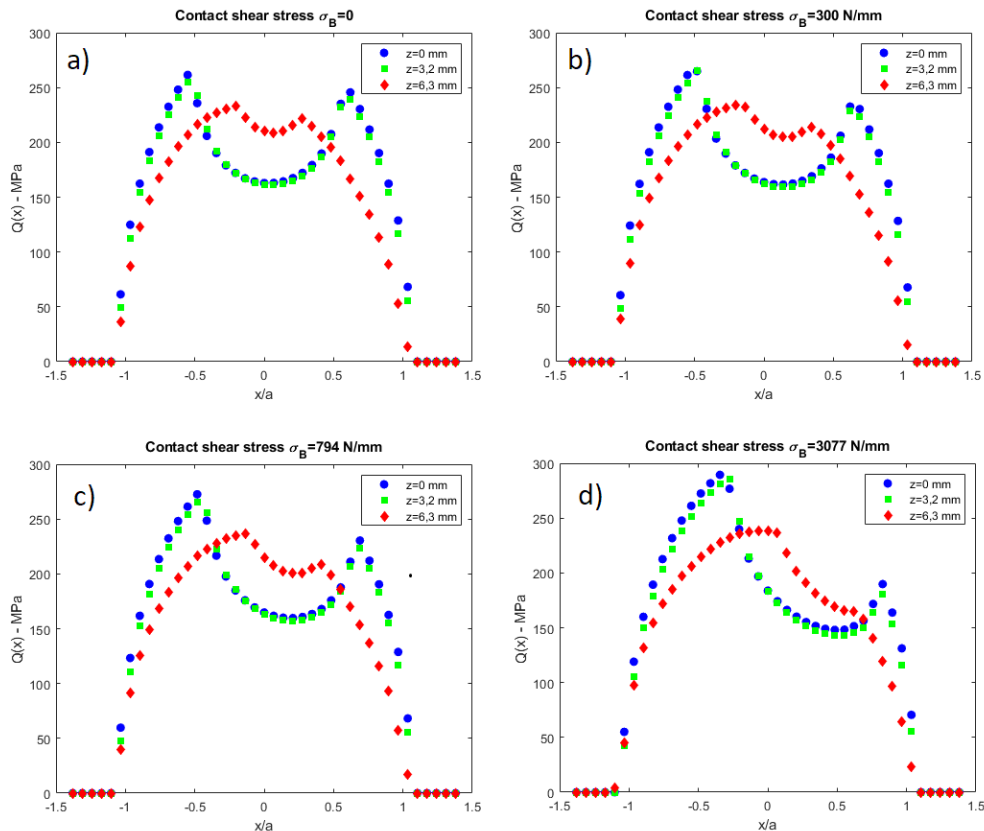 Contact shear stress σB=0
a)
z=0 mm
z=3,2 mm
z=6,3 mm
300
250
200
150
100
50
0
Q(x) - MPa
-1.5
-1
-0.5
0
0.5
1
1.5
x/a
Contact shear stress σB=300 N/mm
b)
z=0 mm
z=3,2 mm
z=6,3 mm
300
250
200
150
100
50
0
Q(x) - MPa
-1.5
-1
-0.5
0
0.5
1
1.5
x/a
Contact shear stress σB=794 N/mm
c)
z=0 mm
z=3,2 mm
z=6,3 mm
300
250
200
150
100
50
0
Q(x) - MPa
-1.5
-1
-0.5
0
0.5
1
1.5
x/a
Contact shear stress σB=3077 N/mm
d)
z=0 mm
z=3,2 mm
z=6,3 mm
300
250
200
150
100
50
0
Q(x) - MPa
-1.5
-1
-0.5
0
0.5
1
1.5
x/a